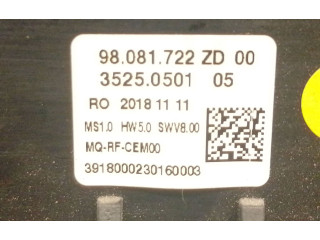 98.081.722 ZD 00
3525.0501 05
RO 2018 11 11
MS1.0 HW5.0 SWV8.00
MQ-RF-CEM00
3918000230160003